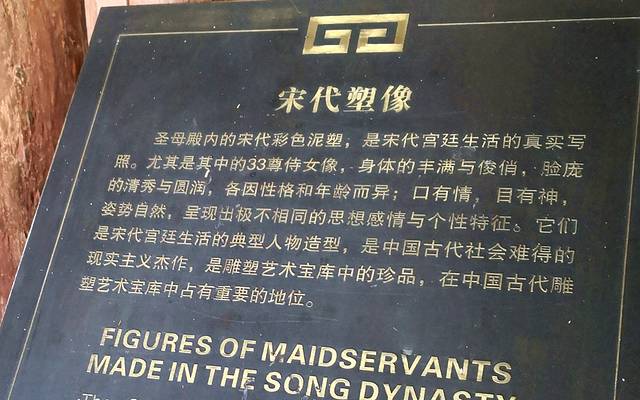 宋代塑像
圣母殿内的宋代彩色泥塑，是宋代宫廷生活的真实写
照。尤其是其中的33尊侍女像，身体的丰满与俊俏，脸庞
的清秀与圆润，各因性格和年龄而异；口有情，目有神，
姿势自然，呈现出极不相同的思想感情与个性特征。它们
是宋代宫廷生活的典型人物造型，是中国古代社会难得的
现实主义杰作，是雕塑艺术宝库中的珍品，在中国古代雕
塑艺术宝库中占有重要的地位。
FIGURES OF MAIDSERVANTS
MADE IN THE SONG DYNASTY